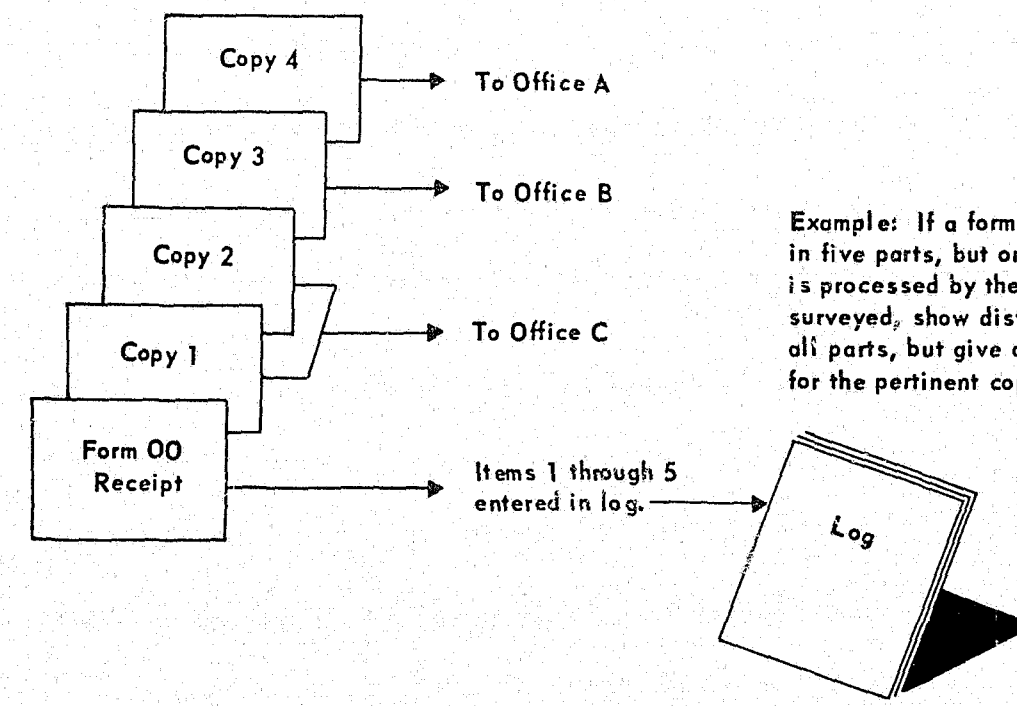 Copy 4
To Office A
Copy 3
To Office B
Copy 2
To Office C
Copy 1
Form 00
Receipt
Items 1 through 5
entered in log.
Example: If a form
in five parts, but
is processed by the
surveyed, show
all parts, but give
for the pertinent
Log